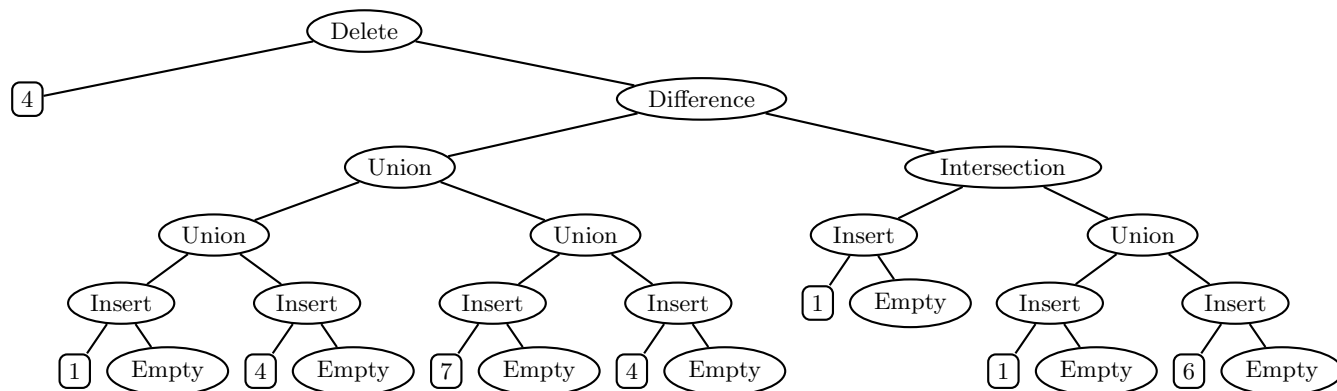 Delete
4
Difference
Union Intersection
Union Union Insert Union
Insert Insert Insert Insert 1 Empty Insert Insert
1 Empty 4 Empty 7 Empty 4 Empty 1 Empty 6 Empty